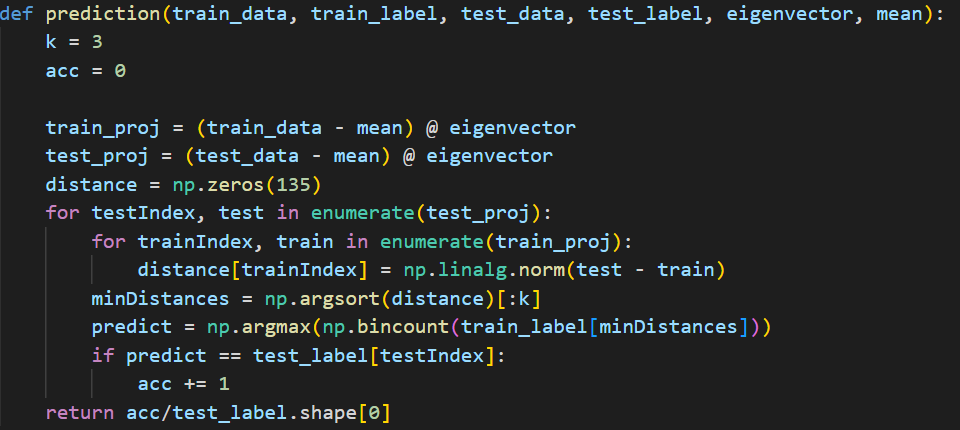 def prediction(train_data, train_label, test_data, test_label, eigenvector, mean):
    k = 3
    acc = 0

    train_proj = (train_data - mean) @ eigenvector
    test_proj = (test_data - mean) @ eigenvector
    distance = np.zeros(135)
    for testIndex, test in enumerate(test_proj):
        for trainIndex, train in enumerate(train_proj):
            distance[trainIndex] = np.linalg.norm(test - train)
        minDistances = np.argsort(distance)[:k]
        predict = np.argmax(np.bincount(train_label[minDistances]))
        if predict == test_label[testIndex]:
            acc += 1
    return acc/test_label.shape[0]